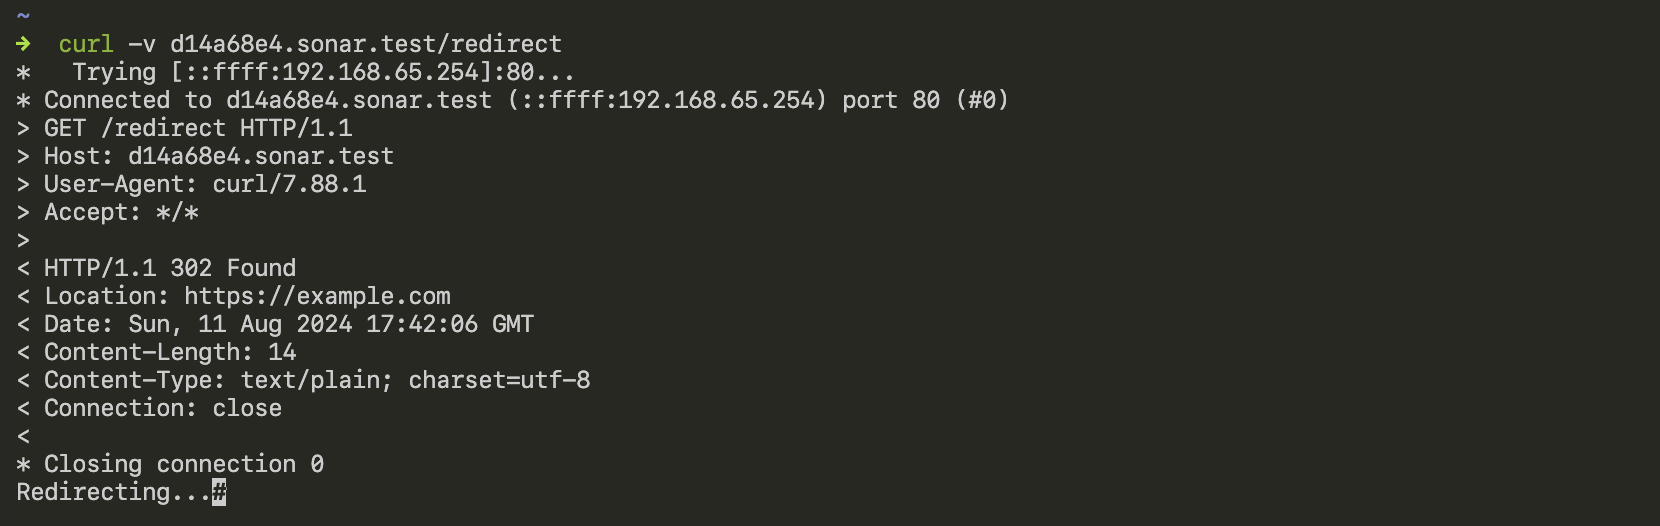 ~
➜  curl -v d14a68e4.sonar.test/redirect
*   Trying [::ffff:192.168.65.254]:80...
* Connected to d14a68e4.sonar.test (::ffff:192.168.65.254) port 80 (#0)
> GET /redirect HTTP/1.1
> Host: d14a68e4.sonar.test
> User-Agent: curl/7.88.1
> Accept: */*
>
< HTTP/1.1 302 Found
< Location: https://example.com
< Date: Sun, 11 Aug 2024 17:42:06 GMT
< Content-Length: 14
< Content-Type: text/plain; charset=utf-8
< Connection: close
<
* Closing connection 0
Redirecting...#